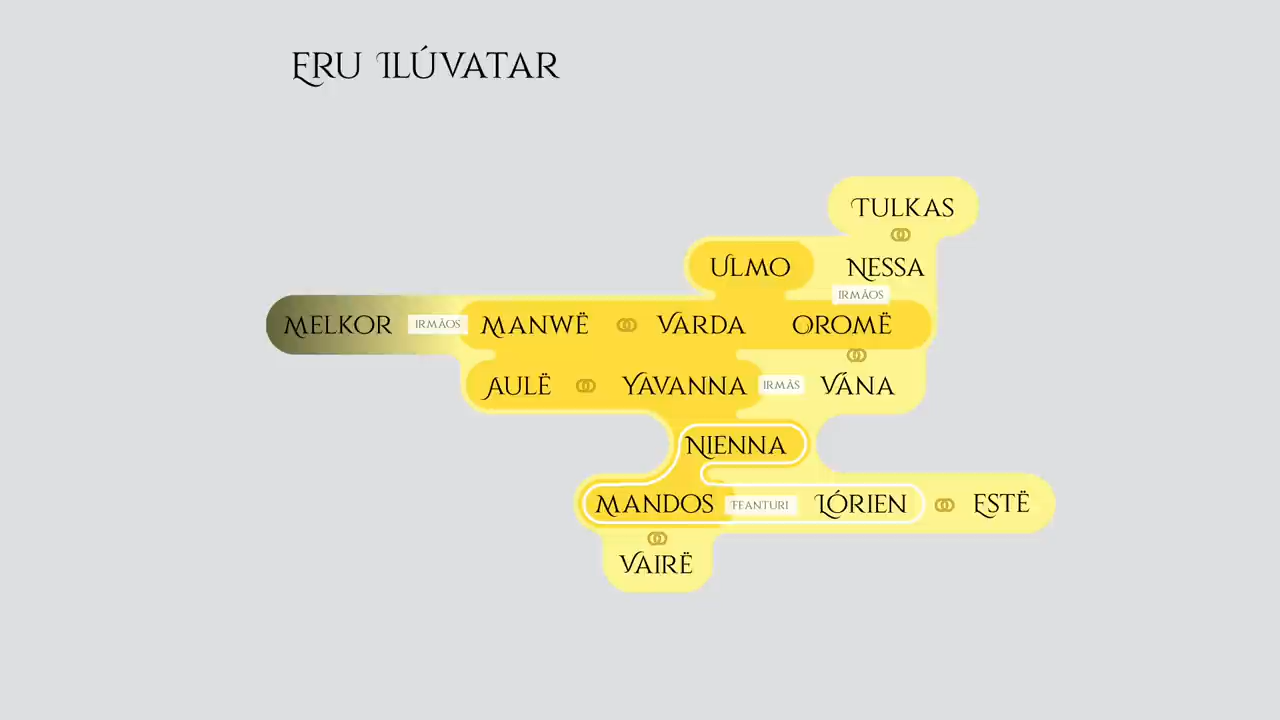 Eru Ilúvatar
Tulkas
Ulmo Nessa
Irmãos
Melkor Irmãos Manwë Varda Oromë
Aulë Yavanna Irmãs Vána
Nienna
Mandos Feanturi Lórien Estë
Vairë